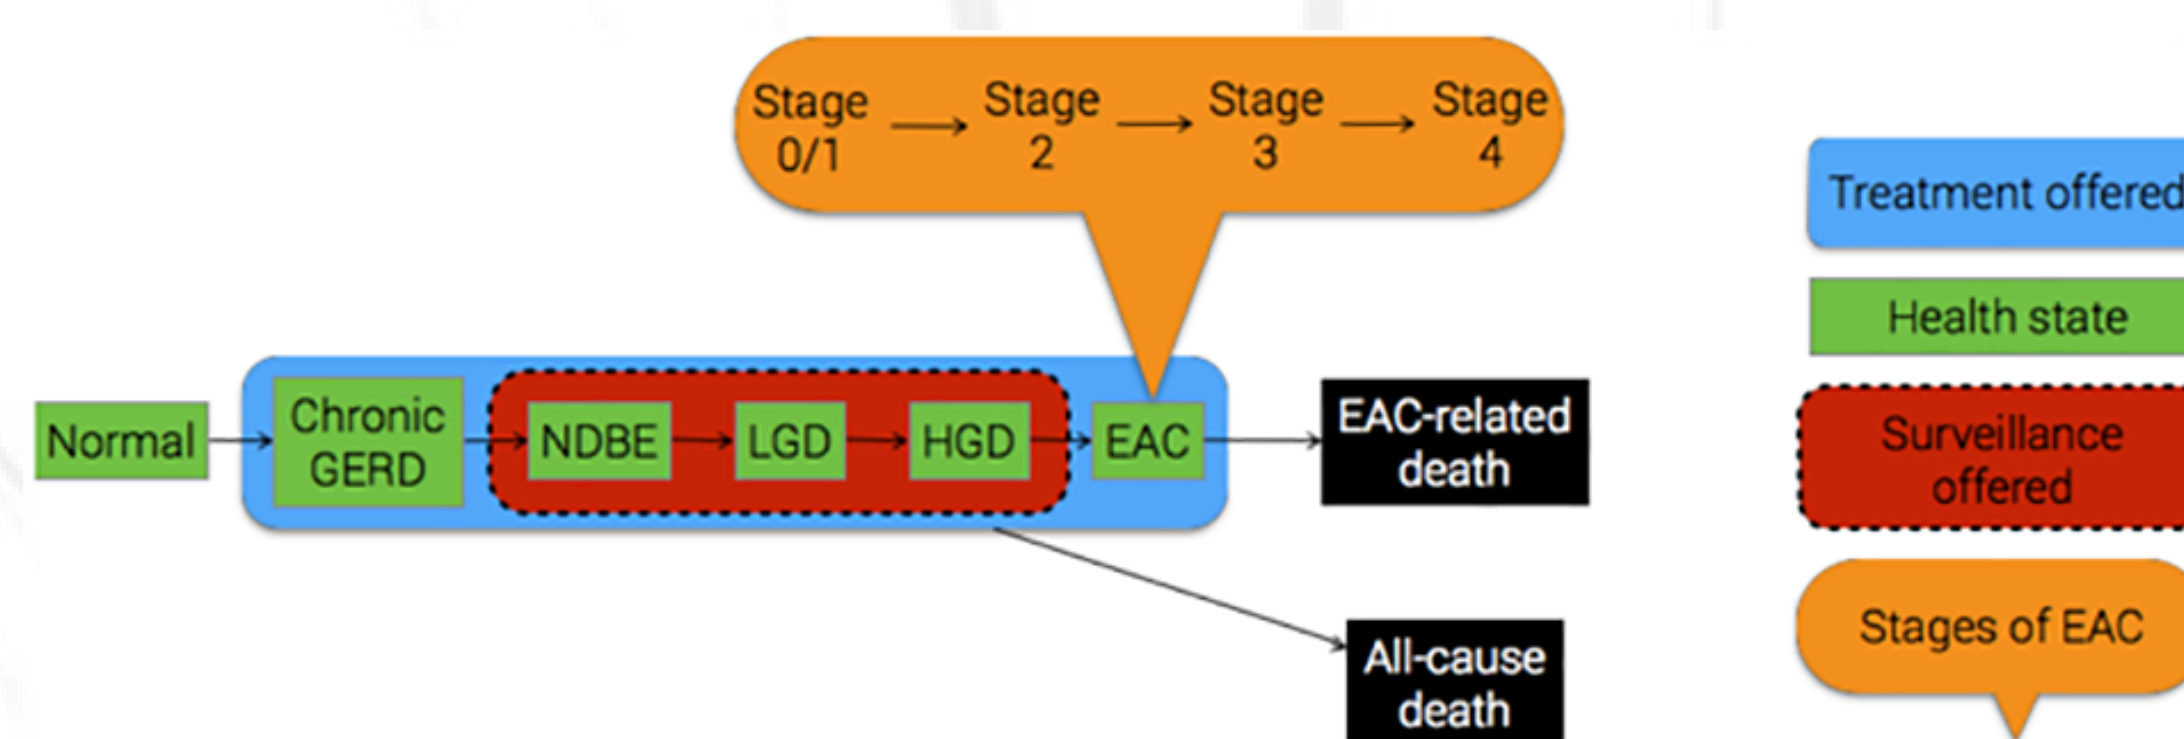 Stage Stage Stage Stage
0/1 2 3 4
Treatment offered
Health state
Normal
Chronic
GERD
NDBE
LGD
HGD
EAC
EAC-related
death
Surveillance
offered
All-cause
death
Stages of EAC